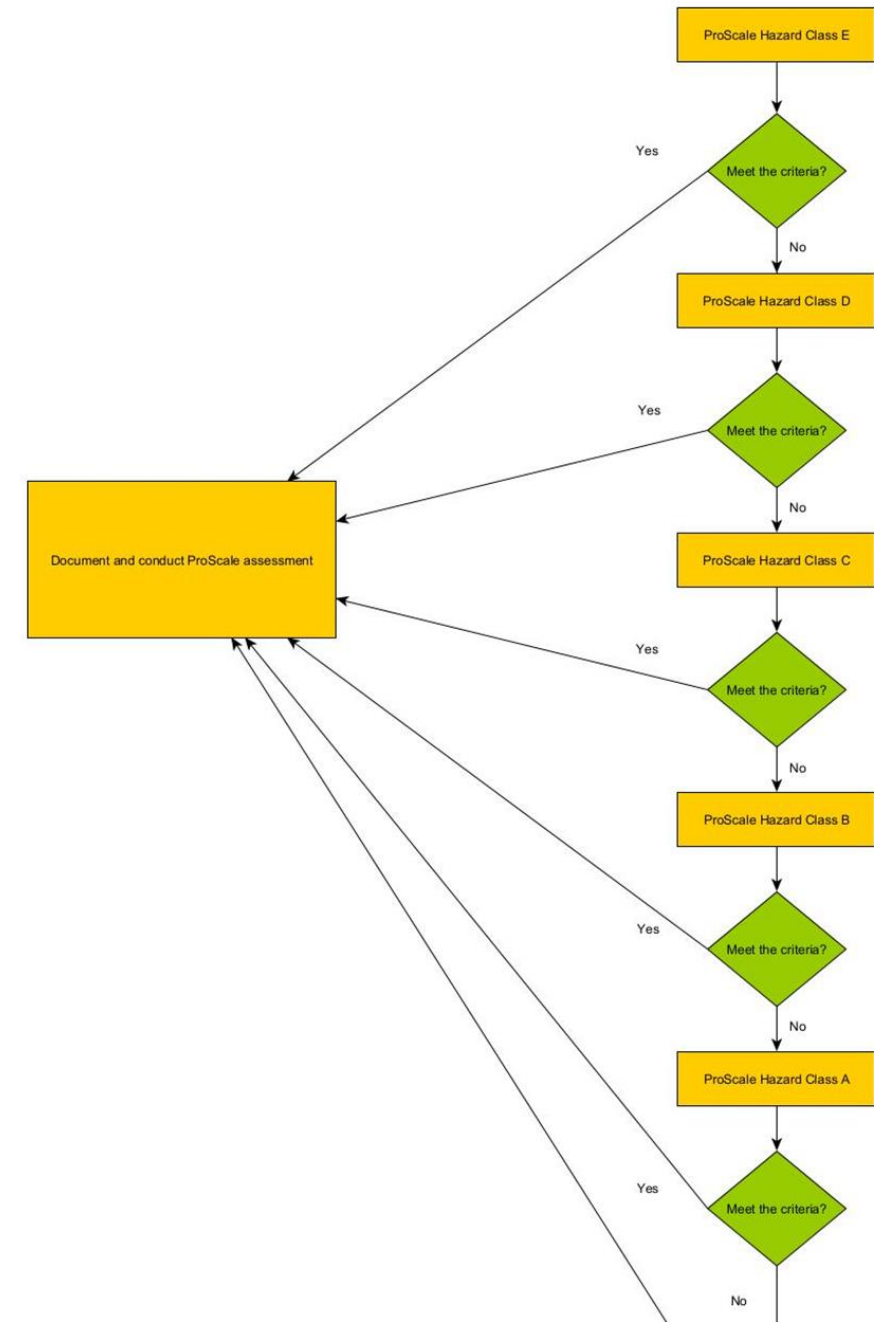 ProScale Hazard Class E
Yes
Meet the criteria?
No
ProScale Hazard Class D
Yes
Meet the criteria?
No
Document and conduct ProScale assessment
ProScale Hazard Class C
Yes
Meet the criteria?
No
ProScale Hazard Class B
Yes
Meet the criteria?
No
ProScale Hazard Class A
Yes
Meet the criteria?
No